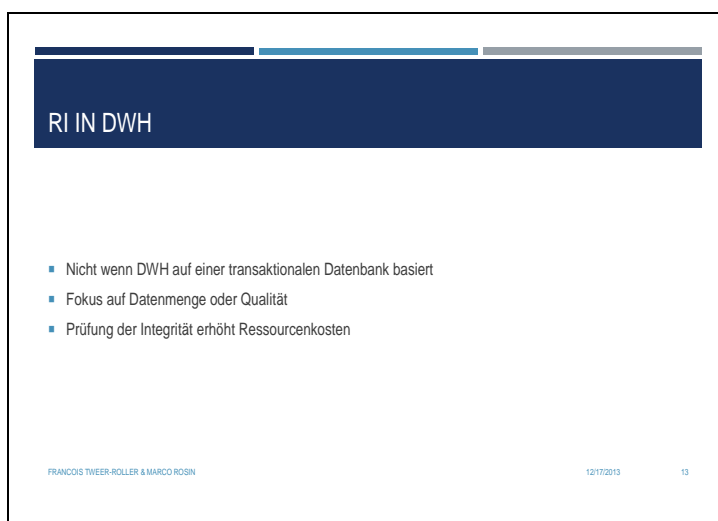 RI IN DWH
Nicht wenn DWH auf einer transaktionalen Datenbank basiert
Fokus auf Datenmenge oder Qualität
Prüfung der Integrität erhöht Ressourcenkosten
FRANCOIS TWEER-ROLLER & MARCO ROSIN 12/17/2013 13